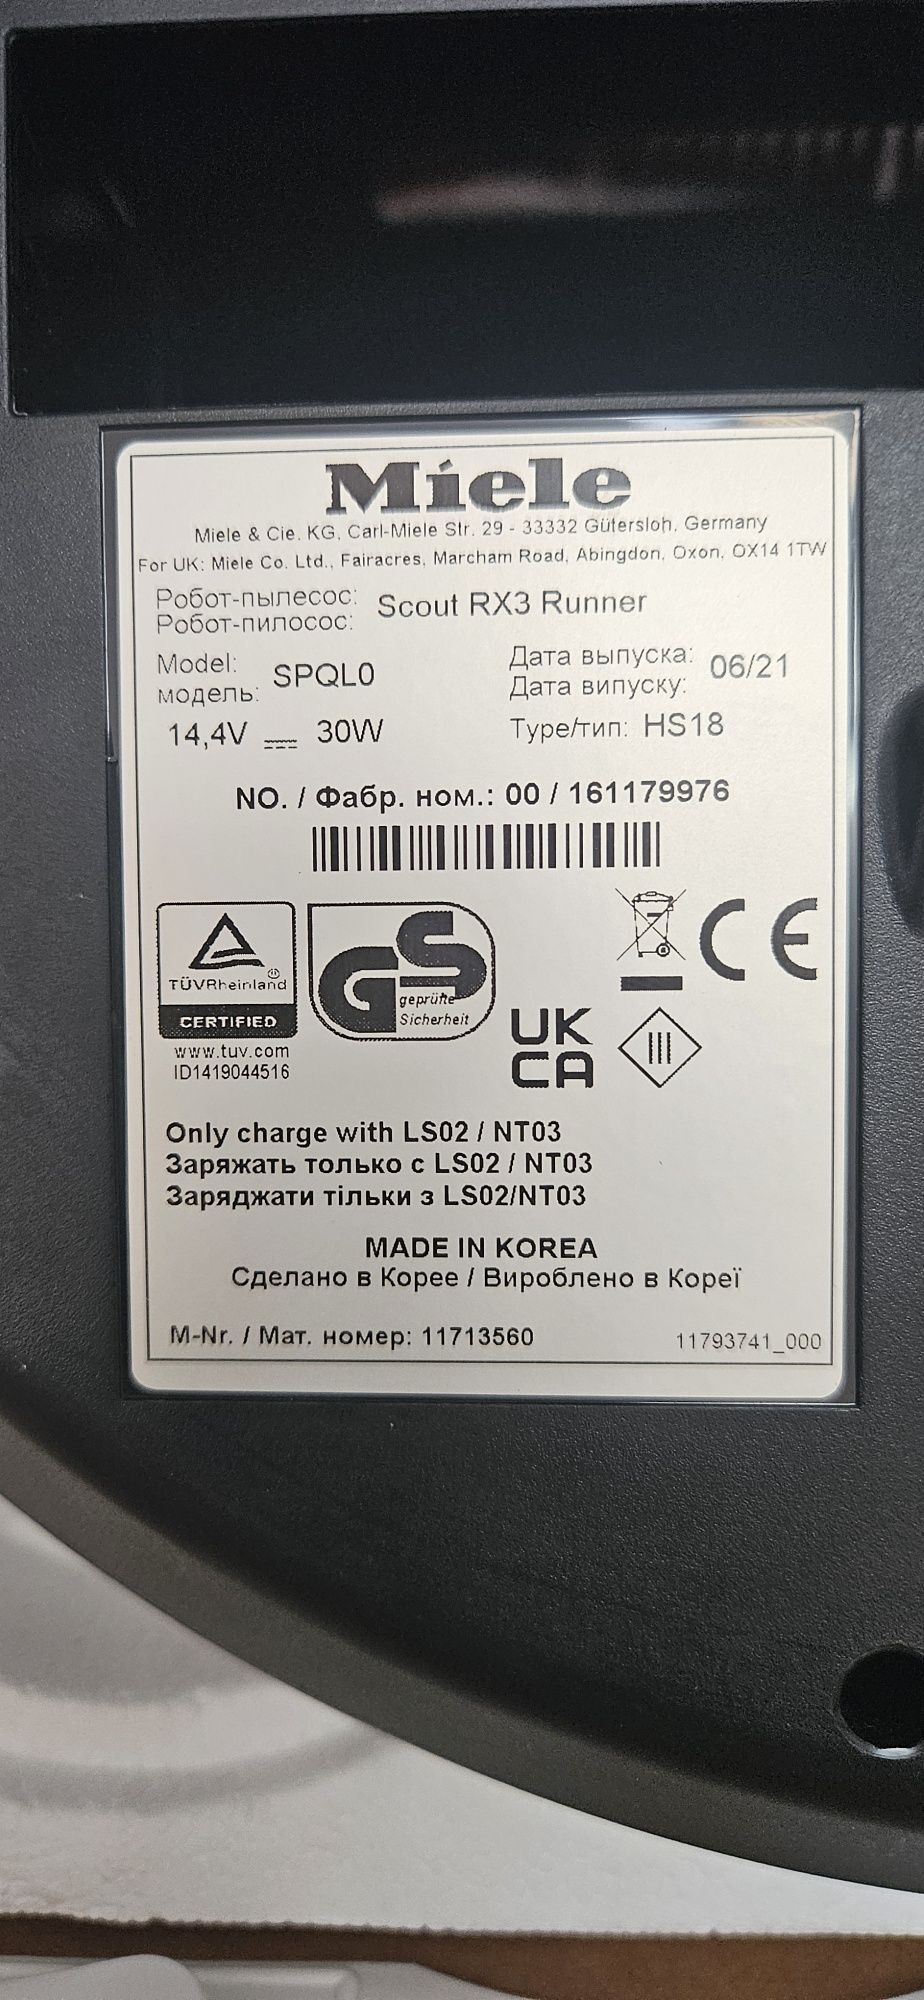 Miele
Miele & Cie. KG, Carl-Miele Str. 29 - 33332 Gütersloh, Germany
For UK: Miele Co. Ltd., Fairacres, Marcham Road, Abingdon, Oxon, OX14 1TW
Робот-пылесос:
Робот-пилосос: Scout RX3 Runner
Model:
модель: SPQL0
Дата выпуска:
Дата випуску: 06/21
14,4V ⎓ 30W
Type/тип: HS18
NO. / Фабр. ном.: 00 / 161179976
TÜVRheinland
CERTIFIED
www.tuv.com
ID1419044516
GS
geprüfte
Sicherheit
CE
UK
CA
III
Only charge with LS02 / NT03
Заряжать только с LS02 / NT03
Заряджати тільки з LS02/NT03
MADE IN KOREA
Сделано в Корее / Вироблено в Кореї
M-Nr. / Мат. номер: 11713560
11793741_000